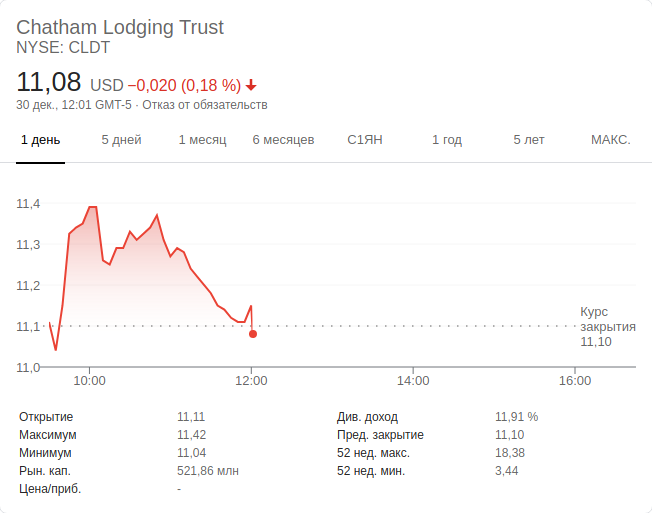 Chatham Lodging Trust
NYSE: CLDT
11,08 USD −0,020 (0,18 %)
30 дек., 12:01 GMT-5 · Отказ от обязательств
1 день 5 дней 1 месяц 6 месяцев С1ЯН 1 год 5 лет МАКС.
11,4
11,3
11,2
11,1
11,0
Курс
закрытия
11,10
10:00 12:00 14:00 16:00
Открытие 11,11 Див. доход 11,91 %
Максимум 11,42 Пред. закрытие 11,10
Минимум 11,04 52 нед. макс. 18,38
Рын. кап. 521,86 млн 52 нед. мин. 3,44
Цена/приб. -